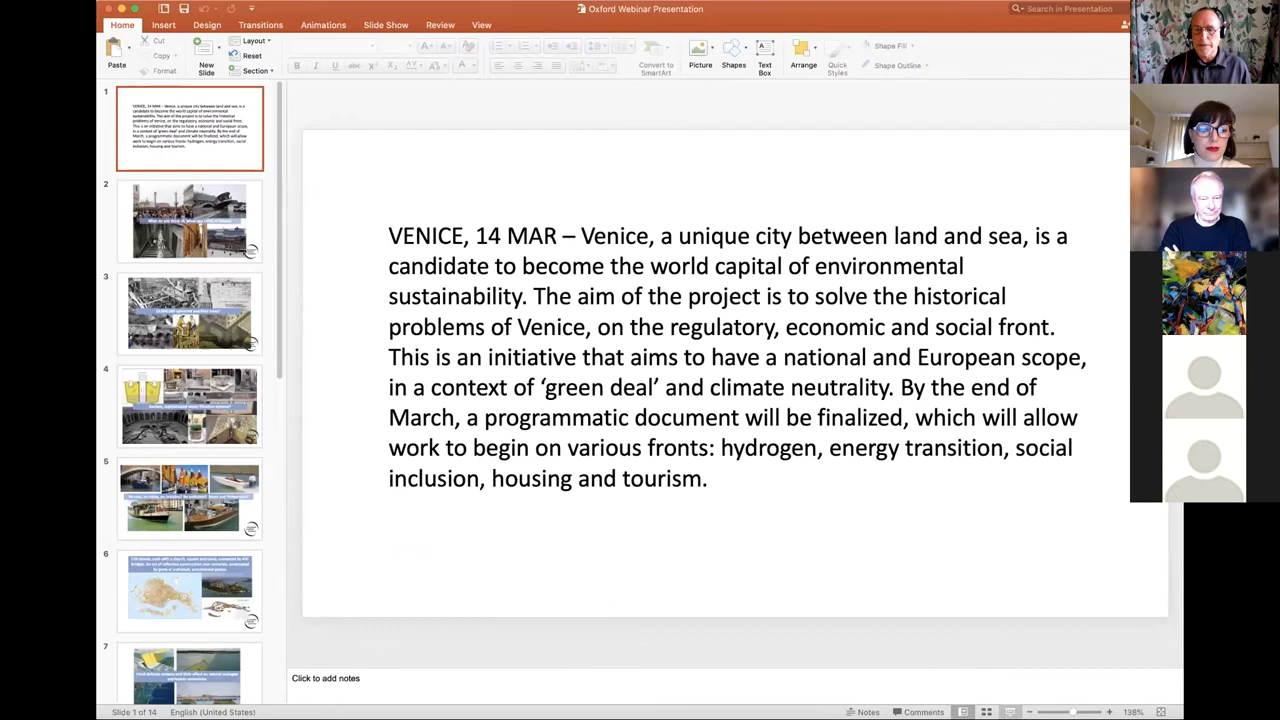 Oxford Webinar Presentation
Search in Presentation
Home
Insert
Design
Transitions
Animations
Slide Show
Review
View
Paste
Cut
Copy
Format
New
Slide
Layout
Reset
Section
Convert to
SmartArt
Picture
Shapes
Text
Box
Arrange
Quick
Styles
Shape Fill
Shape Outline
1
2
3
4
5
6
7
VENICE, 14 MAR – Venice, a unique city between land and sea, is a
candidate to become the world capital of environmental
sustainability. The aim of the project is to solve the historical
problems of Venice, on the regulatory, economic and social front.
This is an initiative that aims to have a national and European scope,
in a context of ‘green deal’ and climate neutrality. By the end of
March, a programmatic document will be finalized, which will allow
work to begin on various fronts: hydrogen, energy transition, social
inclusion, housing and tourism.
Click to add notes
Slide 1 of 14
English (United States)
Notes
Comments
138%